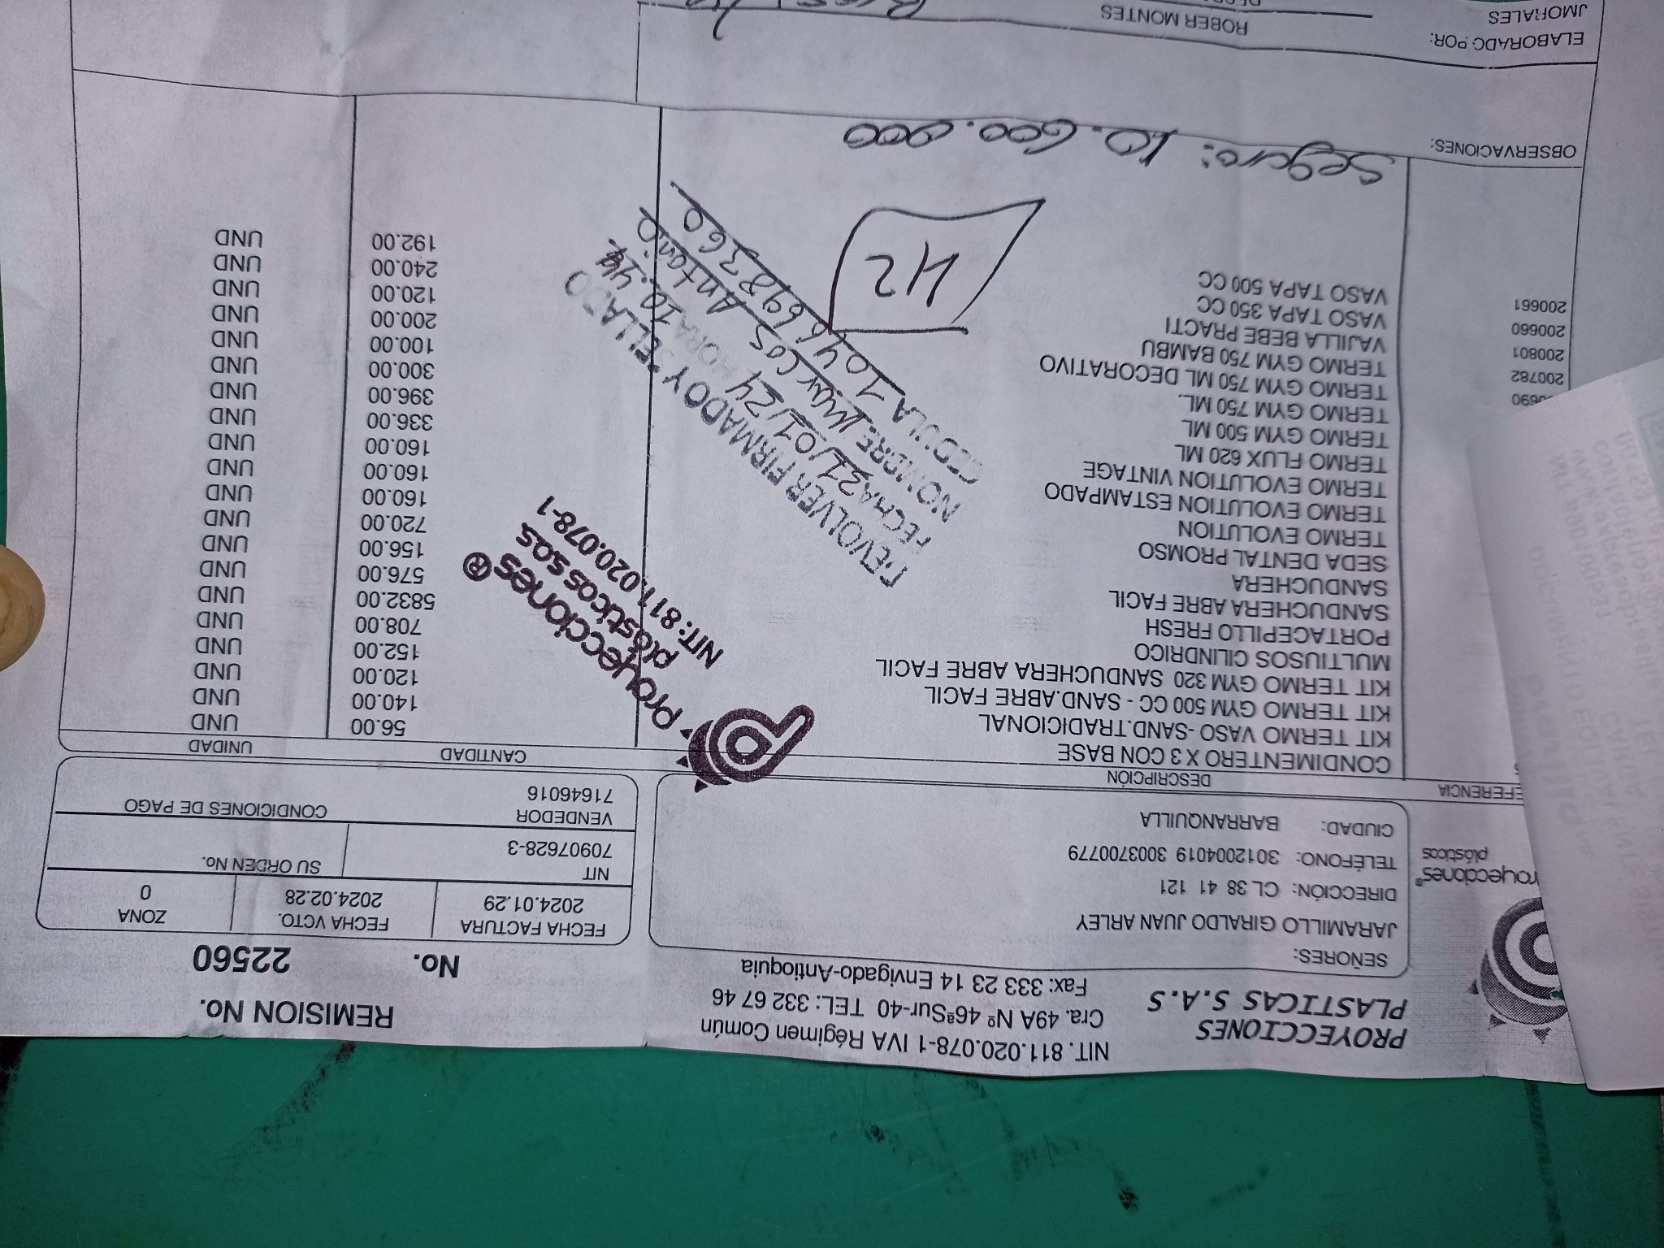 PROYECCIONES
PLASTICAS S.A.S
NIT. 811.020.078-1 IVA Régimen Común
Cra. 49A Nº 46ªSur-40 TEL: 332 67 46
Fax: 333 23 14 Envigado-Antioquia
REMISION No.
No. 22560
plásticos
SEÑORES:
JARAMILLO GIRALDO JUAN ARLEY
DIRECCIÓN: CL 38 41 121
TELÉFONO: 3012004019 3003700779
CIUDAD: BARRANQUILLA
FECHA FACTURA FECHA VCTO. ZONA
2024.01.29 2024.02.28 0
NIT SU ORDEN No.
70907628-3
VENDEDOR CONDICIONES DE PAGO
71646016
DESCRIPCIÓN CANTIDAD UNIDAD
CONDIMENTERO X 3 CON BASE 56.00 UND
KIT TERMO VASO -SAND.TRADICIONAL 140.00 UND
KIT TERMO GYM 500 CC - SAND.ABRE FACIL 120.00 UND
KIT TERMO GYM 320 SANDUCHERA ABRE FACIL 152.00 UND
MULTIUSOS CILINDRICO 708.00 UND
PORTACEPILLO FRESH 5832.00 UND
SANDUCHERA ABRE FACIL 576.00 UND
SANDUCHERA 156.00 UND
SEDA DENTAL PROMSO 720.00 UND
TERMO EVOLUTION 160.00 UND
TERMO EVOLUTION ESTAMPADO 160.00 UND
TERMO EVOLUTION VINTAGE 160.00 UND
TERMO FLUX 620 ML 336.00 UND
TERMO GYM 500 ML 396.00 UND
TERMO GYM 750 ML. 300.00 UND
TERMO GYM 750 ML DECORATIVO 100.00 UND
200782 TERMO GYM 750 BAMBU 200.00 UND
200801 VAJILLA BEBE PRACTI 120.00 UND
200660 VASO TAPA 350 CC 240.00 UND
200661 VASO TAPA 500 CC 192.00 UND
Proyecciones ®
plásticos sas
NIT: 811.020.078-1
DEVOLVER FIRMADO Y SELLADO
FECHA 31/01/24 HORA 10.44
NOMBRE Marcos Antonio
CEDULA 1046698360
42
OBSERVACIONES: Seguro: 10.600.000
ELABORADO POR:
JMORALES
ROBER MONTES